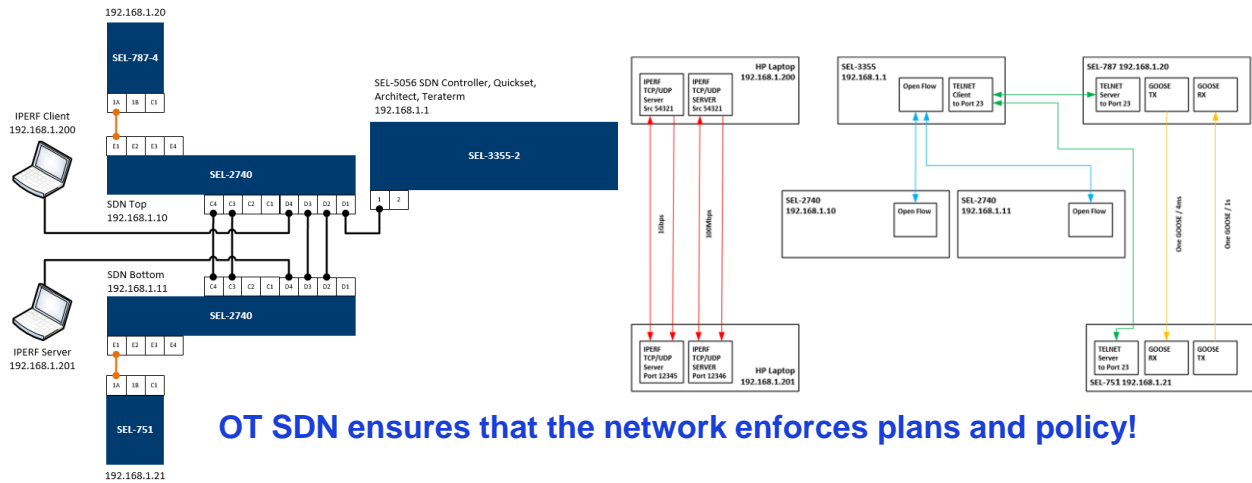 192.168.1.20
SEL-787-4
1A 1B C1
IPERF Client
192.168.1.200
E1 E2 E3 E4
SEL-2740
SDN Top
192.168.1.10
C4 C3 C2 C1 D4 D3 D2 D1
SEL-5056 SDN Controller, Quickset,
Architect, Teraterm
192.168.1.1
SEL-3355-2
1 2
SDN Bottom
192.168.1.11
C4 C3 C2 C1 D4 D3 D2 D1
SEL-2740
E1 E2 E3 E4
IPERF Server
192.168.1.201
1A 1B C1
SEL-751
192.168.1.21
HP Laptop
192.168.1.200
IPERF
TCP/UDP
Server
Src 54321
IPERF
TCP/UDP
SERVER
Src 54321
1Gbps
100Mbps
IPERF
TCP/UDP
Server
Port 12345
IPERF
TCP/UDP
SERVER
Port 12346
HP Laptop
192.168.1.201
SEL-3355
192.168.1.1
Open Flow
TELNET
Client
to Port 23
SEL-787 192.168.1.20
TELNET
Server
to Port 23
GOOSE
TX
GOOSE
RX
SEL-2740
192.168.1.10
Open Flow
SEL-2740
192.168.1.11
Open Flow
One GOOSE / 4ms
One GOOSE / 1s
TELNET
Server
to Port 23
GOOSE
RX
GOOSE
TX
SEL-751 192.168.1.21
OT SDN ensures that the network enforces plans and policy!